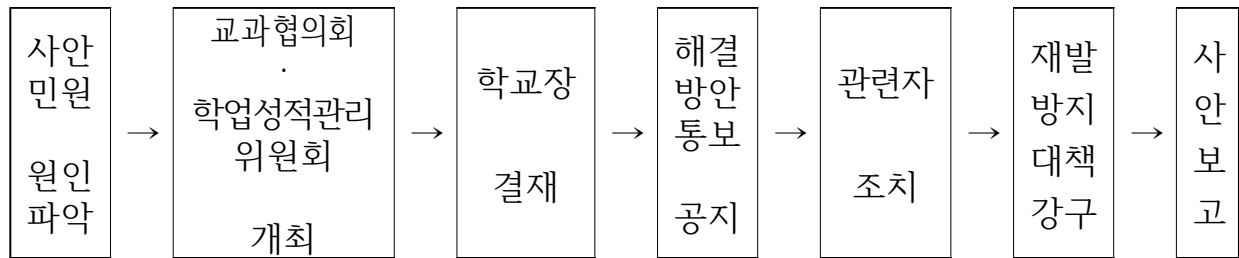 사안
민원
원인
파악
→
교과협의회
·
학업성적관리
위원회
개최
→
학교장
결재
→
해결
방안
통보
공지
→
관련자
조치
→
재발
방지
대책
강구
→
사
안
보
고